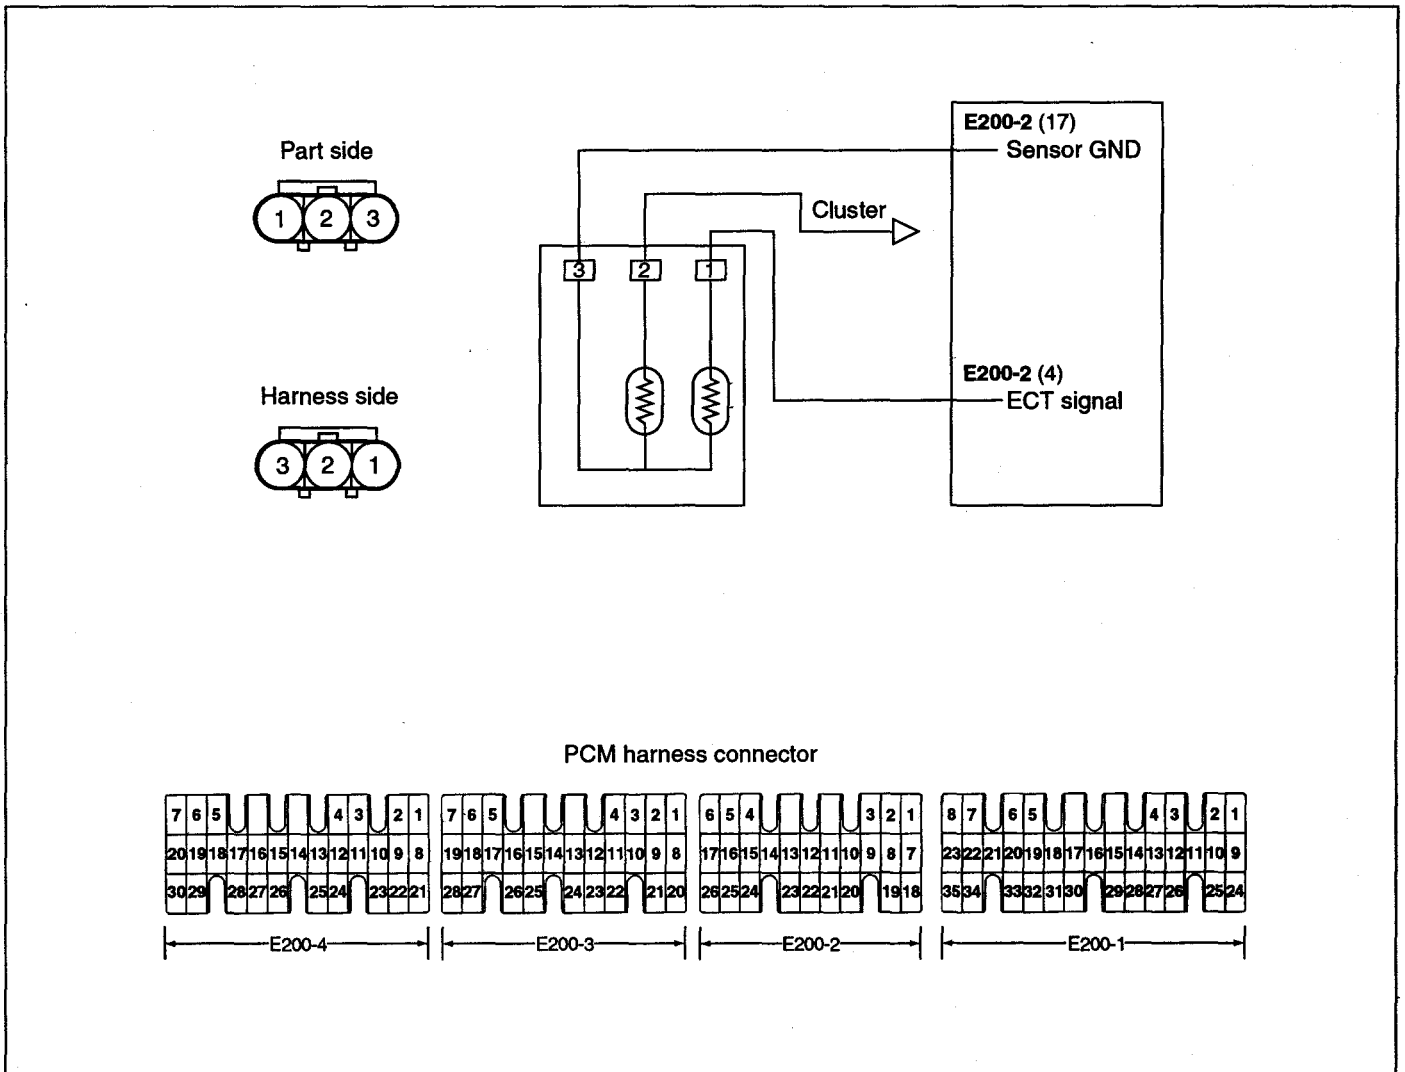 Part side
1 2 3
Harness side
3 2 1
3 2 1
Cluster
E200-2 (17)
Sensor GND
E200-2 (4)
ECT signal
PCM harness connector
7 6 5 4 3 2 1
20 19 18 17 16 15 14 13 12 11 10 9 8
30 29 28 27 26 25 24 23 22 21
E200-4
7 6 5 4 3 2 1
19 18 17 16 15 14 13 12 11 10 9 8
28 27 26 25 24 23 22 21 20
E200-3
6 5 4 3 2 1
17 16 15 14 13 12 11 10 9 8 7
26 25 24 23 22 21 20 19 18
E200-2
8 7 6 5 4 3 2 1
23 22 21 20 19 18 17 16 15 14 13 12 11 10 9
35 34 33 32 31 30 29 28 27 26 25 24
E200-1